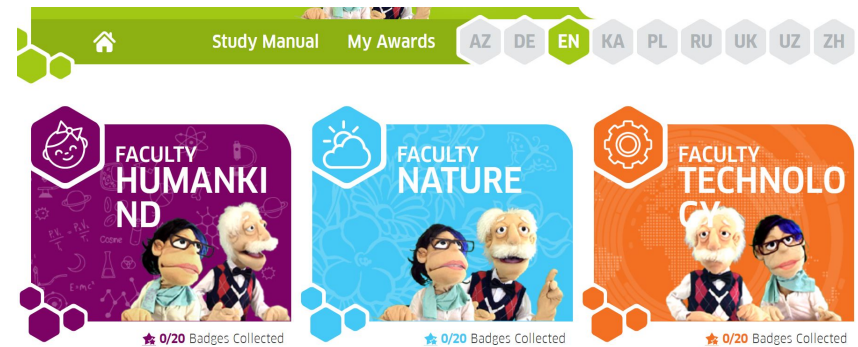 Study Manual My Awards AZ DE EN KA PL RU UK UZ ZH
FACULTY
HUMANKI
ND
0/20 Badges Collected
FACULTY
NATURE
0/20 Badges Collected
FACULTY
TECHNOLO
GY
0/20 Badges Collected